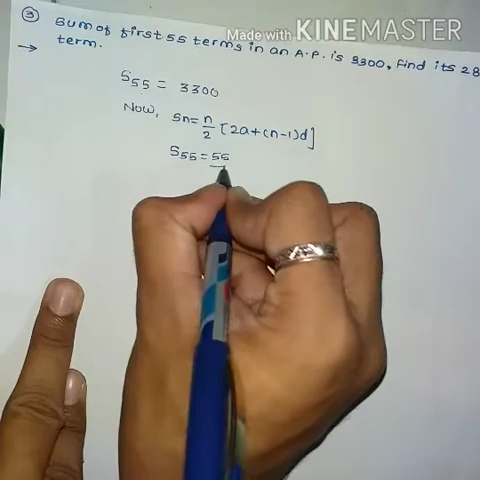 Made with KINEMASTER
③ Sum of first 55 terms in an A.P. is 3300, find its 28
→ term.
S55 = 3300
Now, Sn = n/2 [2a+(n-1)d]
S55 = 55